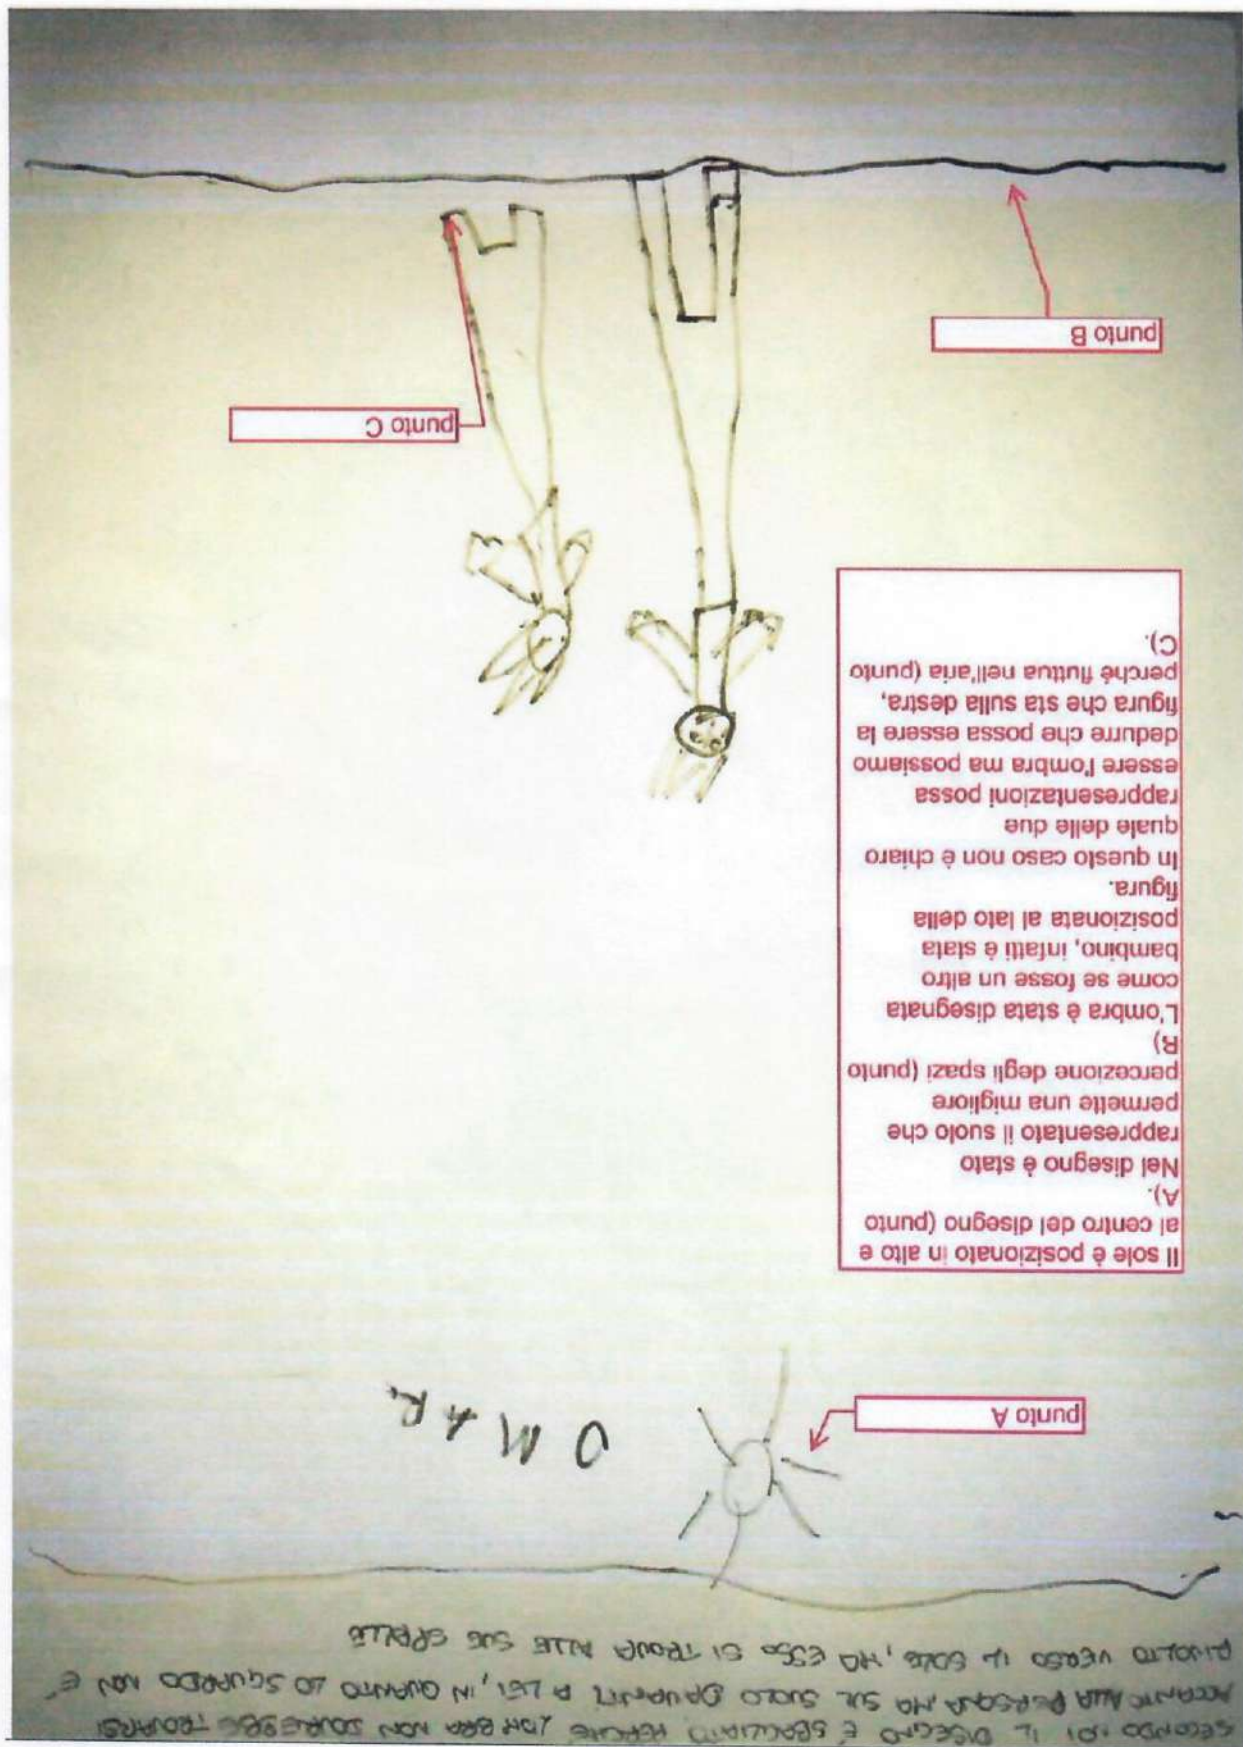 SECONDO NOI IL DISEGNO E' SBAGLIATO PERCHE' L'OMBRA NON DOVREBBE TROVARSI
ACCANTO ALLA PERSONA, MA SUL SUOLO DAVANTI A LEI, IN QUANTO LO SGUARDO NON E'
RIVOLTO VERSO IL SOLE, MA ESSO SI TROVA ALLE SUE SPALLE
punto A
OMAR.
Il sole è posizionato in alto e
al centro del disegno (punto
A).
Nel disegno è stato
rappresentato il suolo che
permette una migliore
percezione degli spazi (punto
B)
L'ombra è stata disegnata
come se fosse un altro
bambino, infatti è stata
posizionata al lato della
figura.
In questo caso non è chiaro
quale delle due
rappresentazioni possa
essere l'ombra ma possiamo
dedurre che possa essere la
figura che sta sulla destra,
perché fluttua nell'aria (punto
C).
punto C
punto B